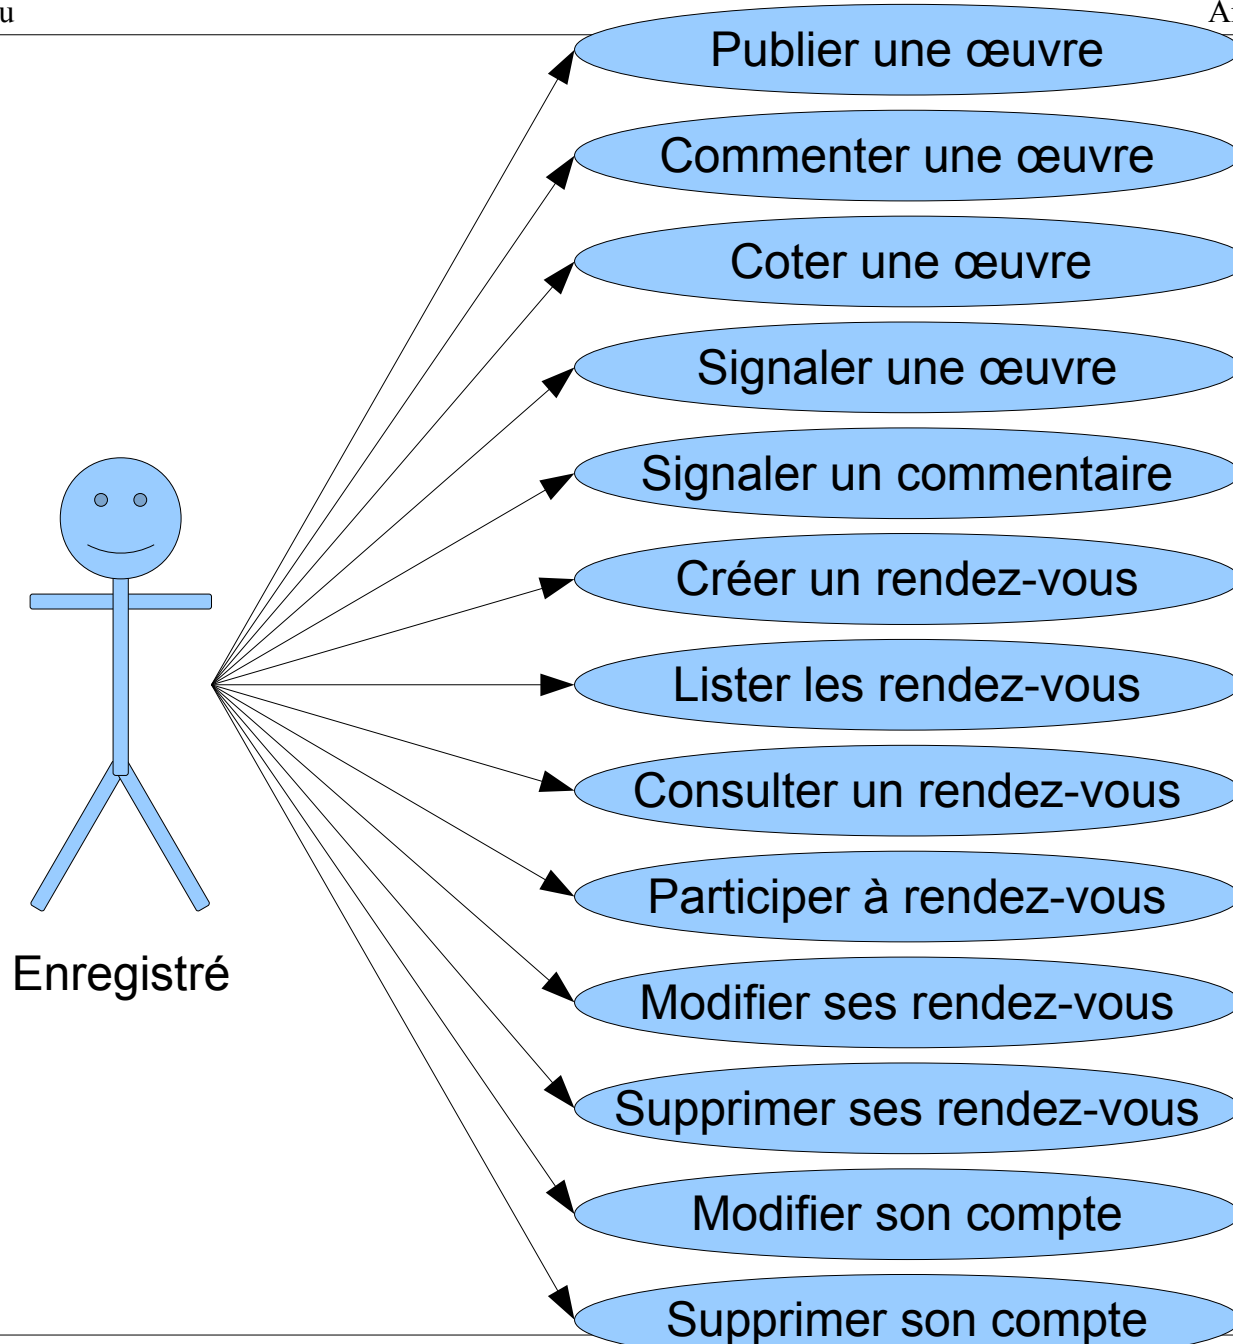 Publier une œuvre
Commenter une œuvre
Coter une œuvre
Signaler une œuvre
Signaler un commentaire
Créer un rendez-vous
Lister les rendez-vous
Consulter un rendez-vous
Participer à rendez-vous
Enregistré
Modifier ses rendez-vous
Supprimer ses rendez-vous
Modifier son compte
Supprimer son compte